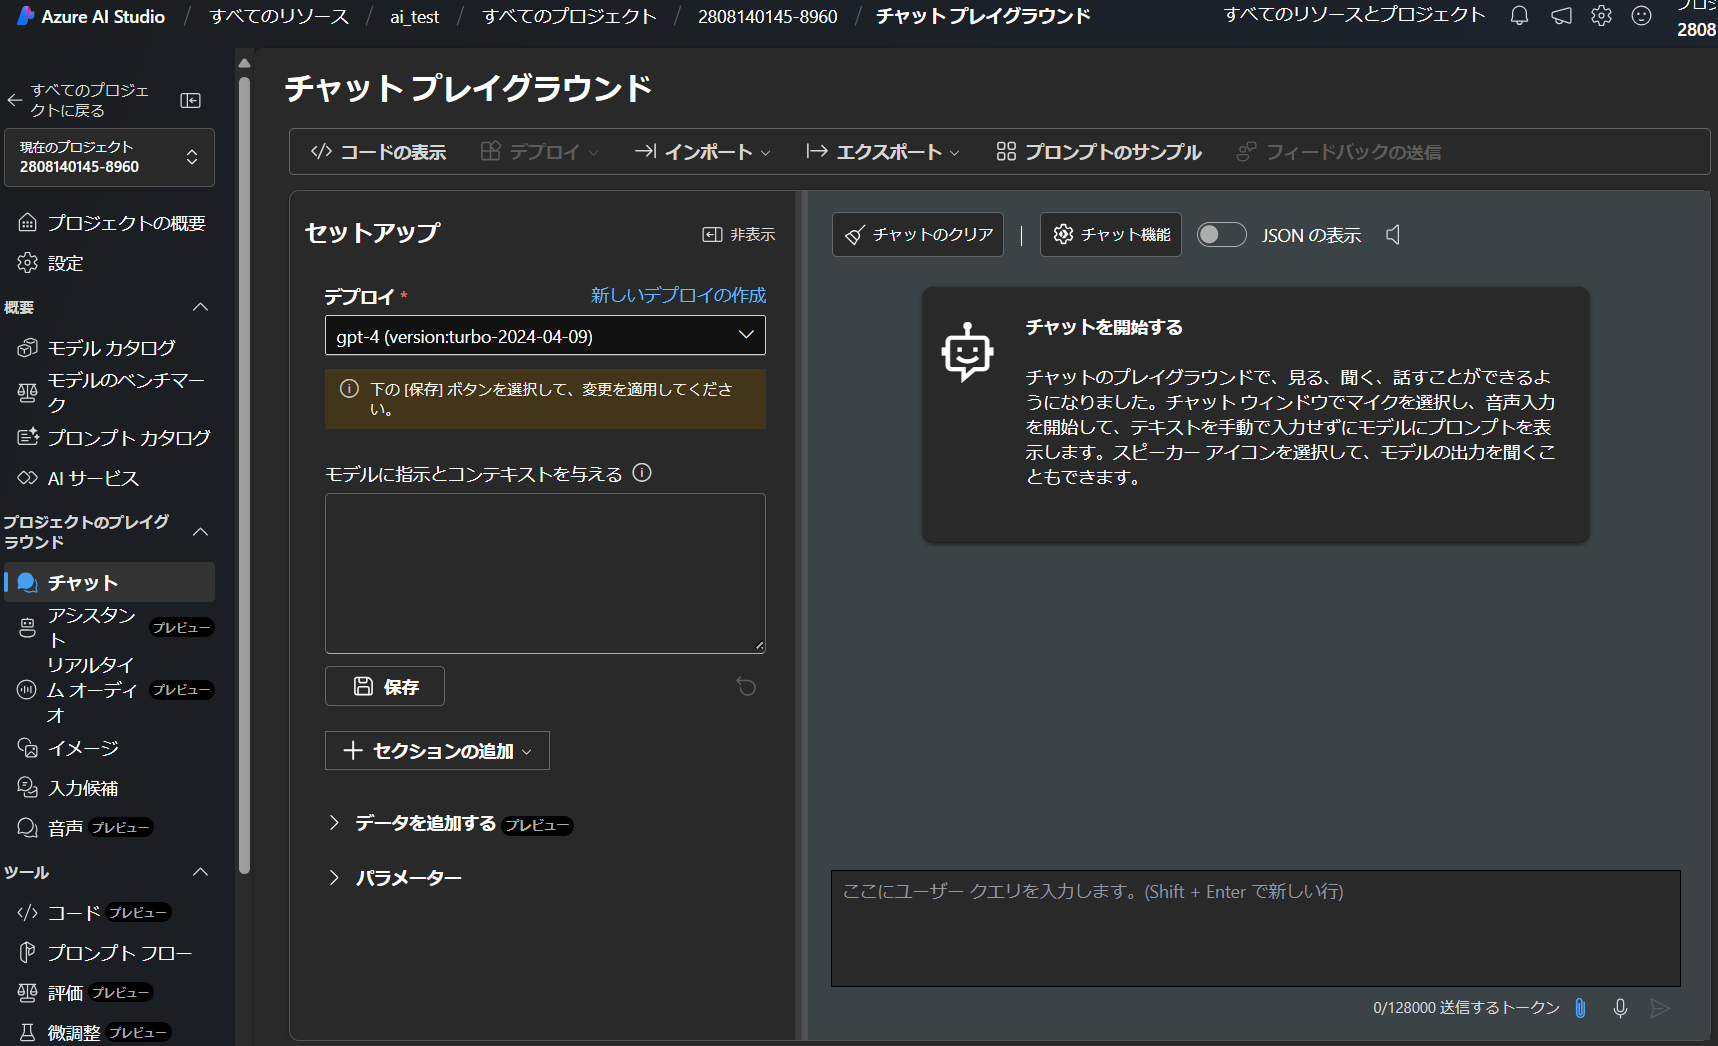 Azure AI Studio / すべてのリソース / ai_test / すべてのプロジェクト / 2808140145-8960 / チャット プレイグラウンド
すべてのリソースとプロジェクト
2808
すべてのプロジェ
クトに戻る
現在のプロジェクト
2808140145-8960
プロジェクトの概要
設定
概要
モデル カタログ
モデルのベンチマー
ク
プロンプト カタログ
AI サービス
プロジェクトのプレイグ
ラウンド
チャット
アシスタン
ト
プレビュー
リアルタイ
ム オーディ
オ
プレビュー
イメージ
入力候補
音声 プレビュー
ツール
コード プレビュー
プロンプト フロー
評価 プレビュー
微調整 プレビュー
チャット プレイグラウンド
コードの表示 デプロイ インポート エクスポート プロンプトのサンプル フィードバックの送信
セットアップ 非表示
デプロイ * 新しいデプロイの作成
gpt-4 (version:turbo-2024-04-09)
下の [保存] ボタンを選択して、変更を適用してくださ
い。
モデルに指示とコンテキストを与える
保存
セクションの追加
データを追加する プレビュー
パラメーター
チャットのクリア | チャット機能 JSON の表示
チャットを開始する
チャットのプレイグラウンドで、見る、聞く、話すことができるよ
うになりました。チャット ウィンドウでマイクを選択し、音声入力
を開始して、テキストを手動で入力せずにモデルにプロンプトを表
示します。スピーカー アイコンを選択して、モデルの出力を聞くこ
ともできます。
ここにユーザー クエリを入力します。(Shift + Enter で新しい行)
0/128000 送信するトークン